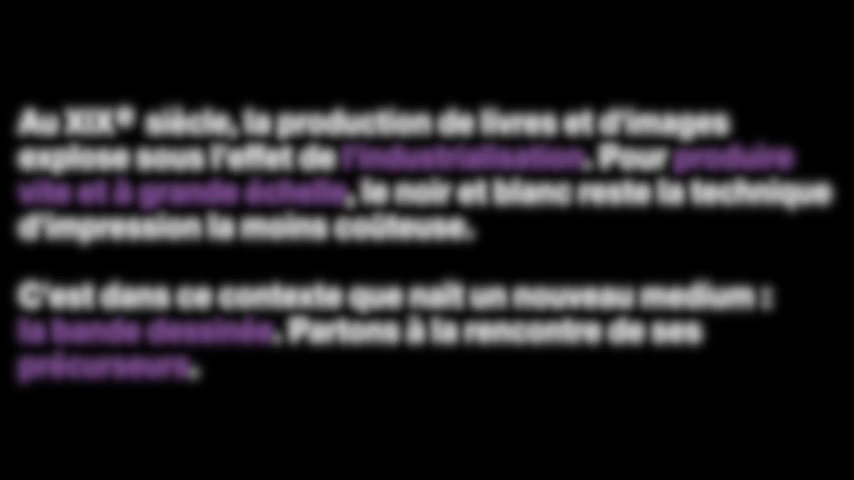 Au XIXe siècle, la production de livres et d'images
explose sous l'effet de l'industrialisation. Pour produire
vite et à grande échelle, le noir et blanc reste la technique
d'impression la moins coûteuse.
C'est dans ce contexte que naît un nouveau medium :
la bande dessinée. Partons à la rencontre de ses
précurseurs.